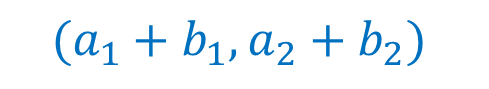 (a₁ + b₁, a₂ + b₂)